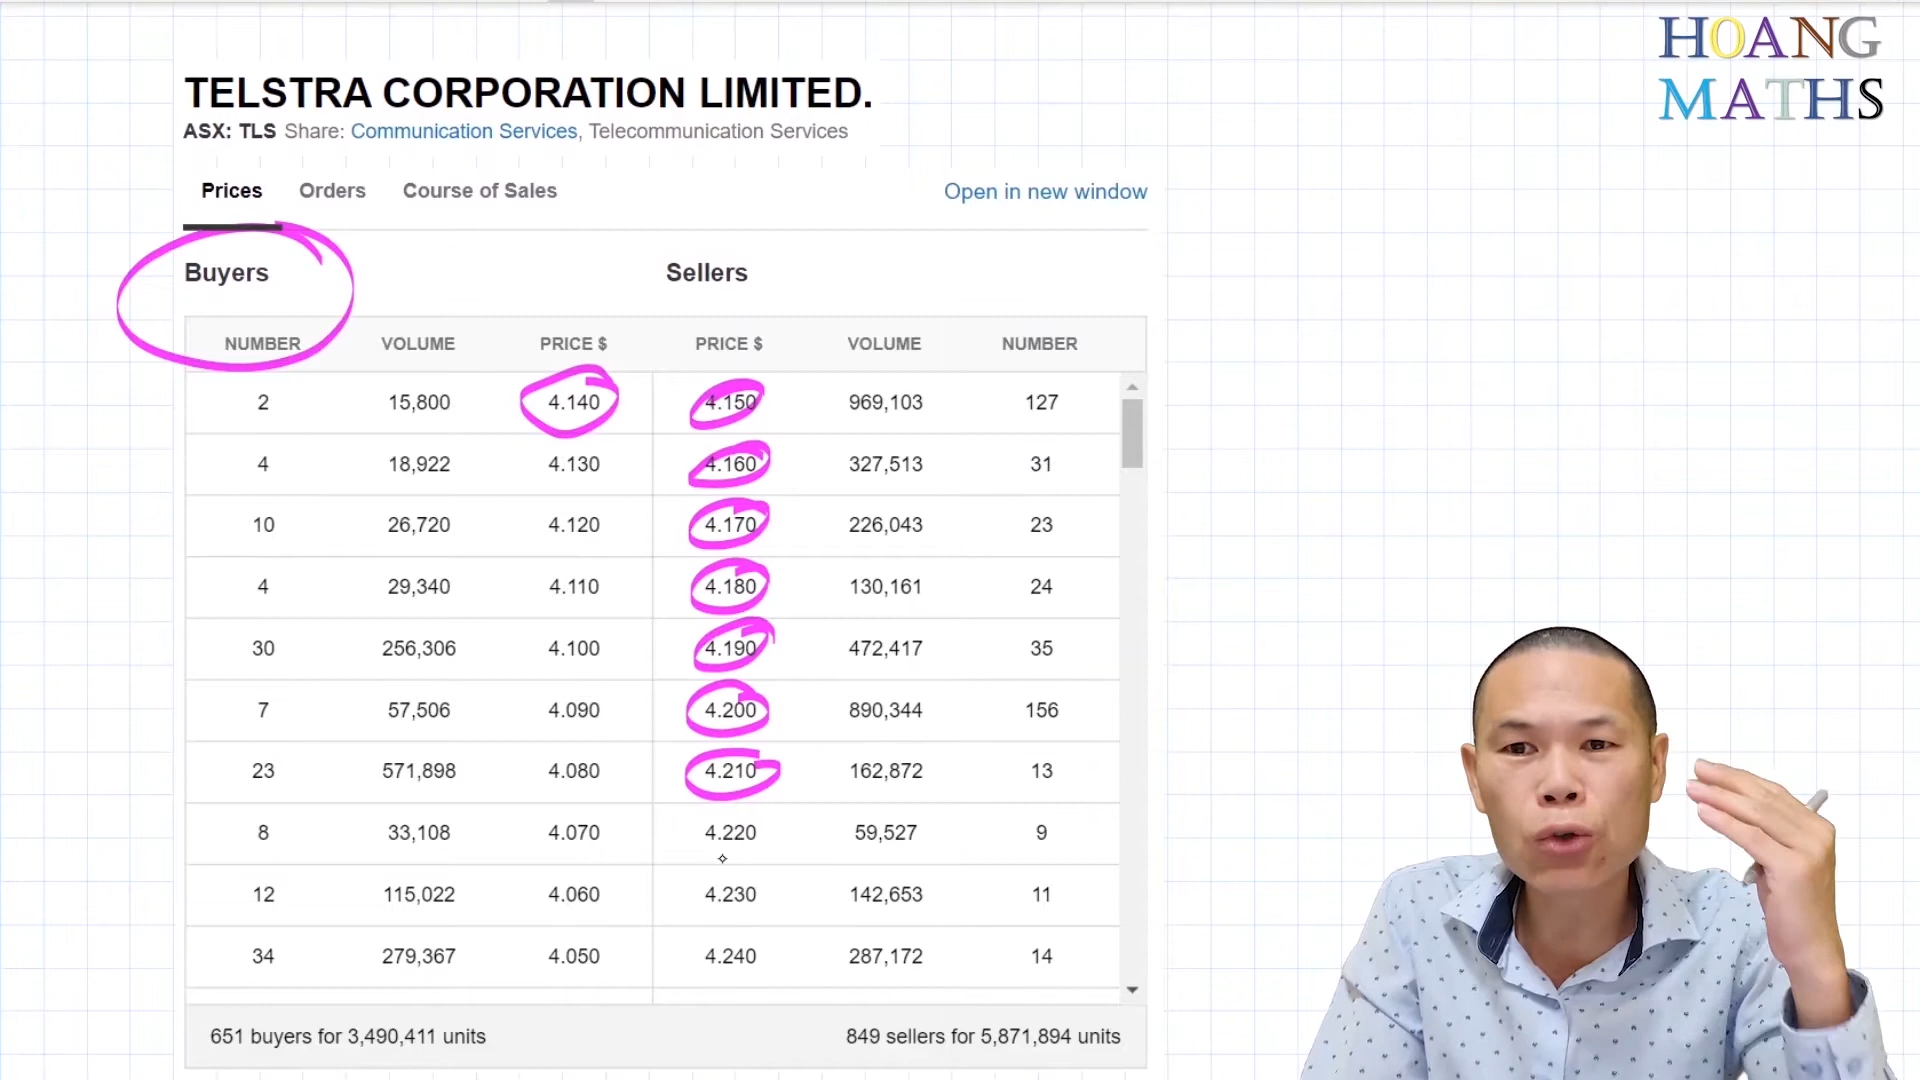 HOANG
MATHS
TELSTRA CORPORATION LIMITED.
ASX: TLS Share: Communication Services, Telecommunication Services
Prices Orders Course of Sales Open in new window
Buyers Sellers
NUMBER VOLUME PRICE $ PRICE $ VOLUME NUMBER
2 15,800 4.140 4.150 969,103 127
4 18,922 4.130 4.160 327,513 31
10 26,720 4.120 4.170 226,043 23
4 29,340 4.110 4.180 130,161 24
30 256,306 4.100 4.190 472,417 35
7 57,506 4.090 4.200 890,344 156
23 571,898 4.080 4.210 162,872 13
8 33,108 4.070 4.220 59,527 9
12 115,022 4.060 4.230 142,653 11
34 279,367 4.050 4.240 287,172 14
651 buyers for 3,490,411 units 849 sellers for 5,871,894 units